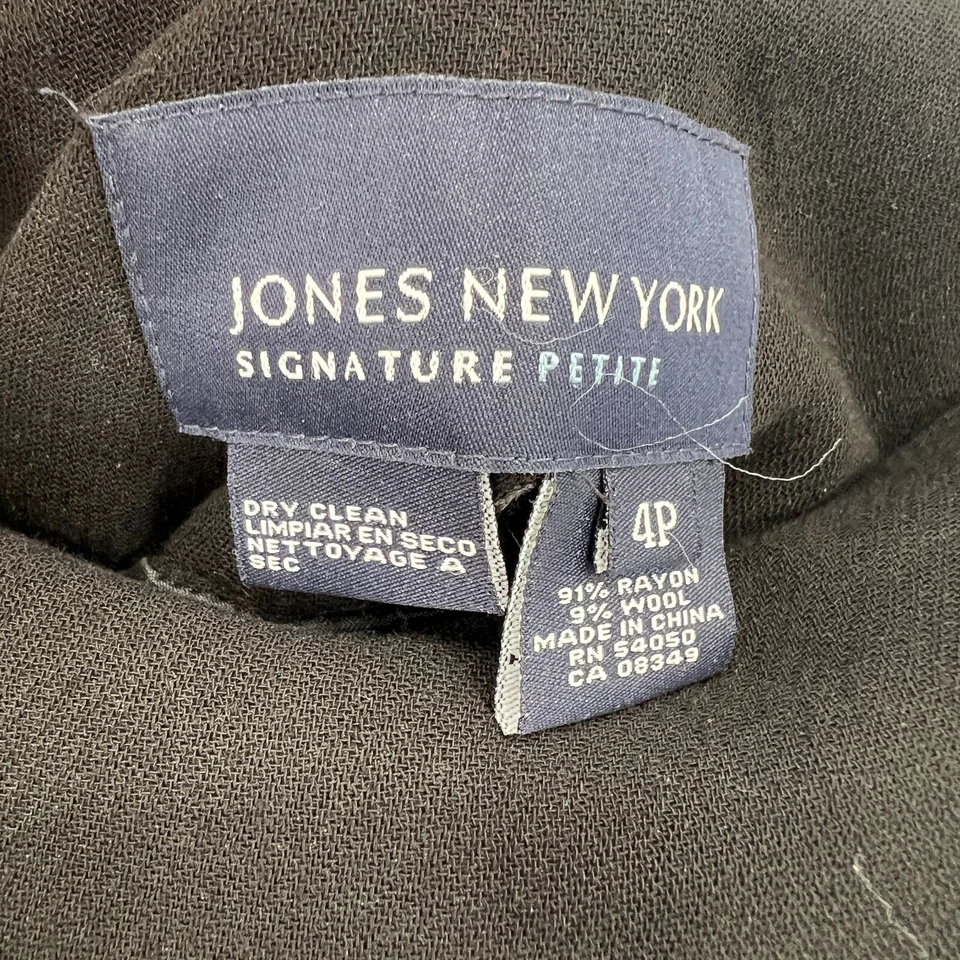 JONES NEW YORK
SIGNATURE PETITE
DRY CLEAN
LIMPIAR EN SECO
NETTOYAGE A
SEC
4P
91% RAYON
9% WOOL
MADE IN CHINA
RN 54050
CA 08349